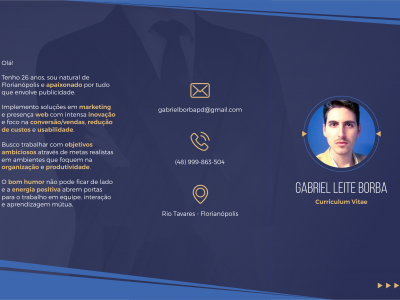 Olá!
Tenho 26 anos, sou natural de
Florianópolis e apaixonado por tudo
que envolve publicidade.
Implemento soluções em marketing
e presença web com intensa inovação
e foco na conversão/vendas, redução
de custos e usabilidade.
Busco trabalhar com objetivos
ambiciosos através de metas realistas
em ambientes que foquem na
organização e produtividade.
O bom humor não pode ficar de lado
e a energia positiva abrem portas
para o trabalho em equipe, interação
e aprendizagem mútua.
gabrielborbapd@gmail.com
(48) 999-863-504
Rio Tavares - Florianópolis
GABRIEL LEITE BORBA
Curriculum Vitae